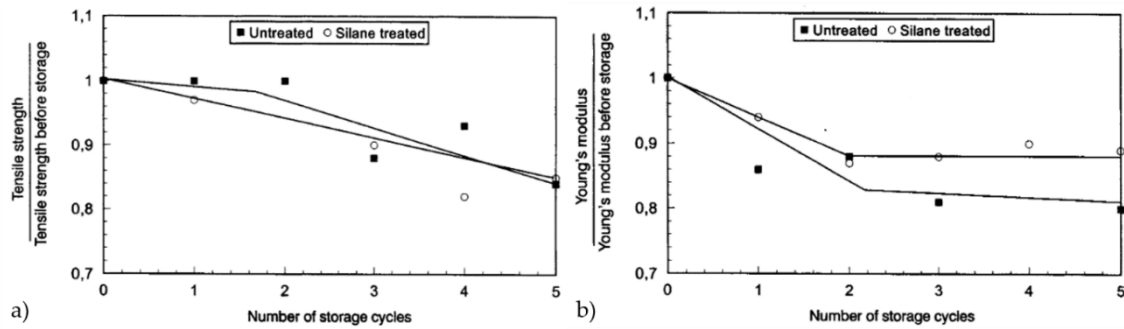 1,1
■ Untreated ○ Silane treated
1
0,9
0,8
0,7
0 1 2 3 4 5
Number of storage cycles
Tensile strength
Tensile strength before storage
a)
1,1
■ Untreated ○ Silane treated
1
0,9
0,8
0,7
0 1 2 3 4 5
Number of storage cycles
Young's modulus
Young's modulus before storage
b)